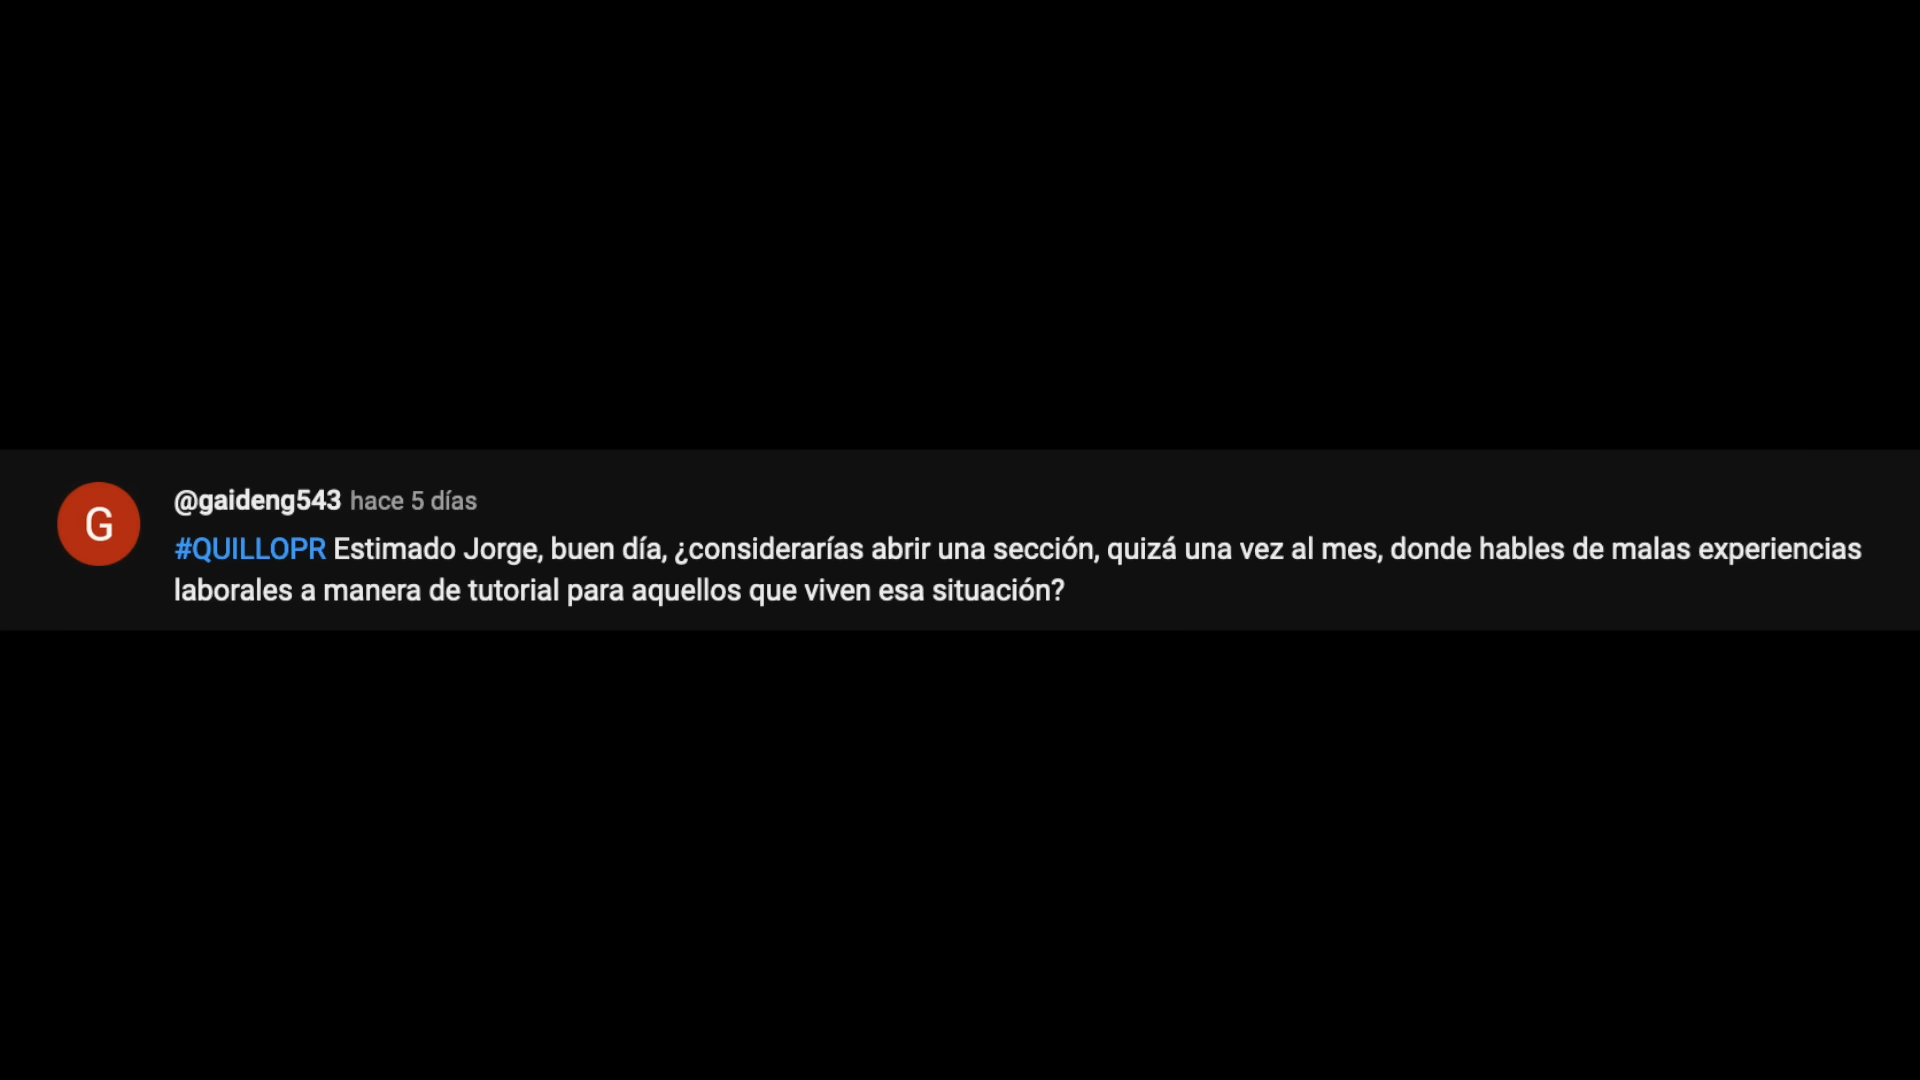 G
@gaideng543 hace 5 días
#QUILLOPR Estimado Jorge, buen día, ¿considerarías abrir una sección, quizá una vez al mes, donde hables de malas experiencias
laborales a manera de tutorial para aquellos que viven esa situación?